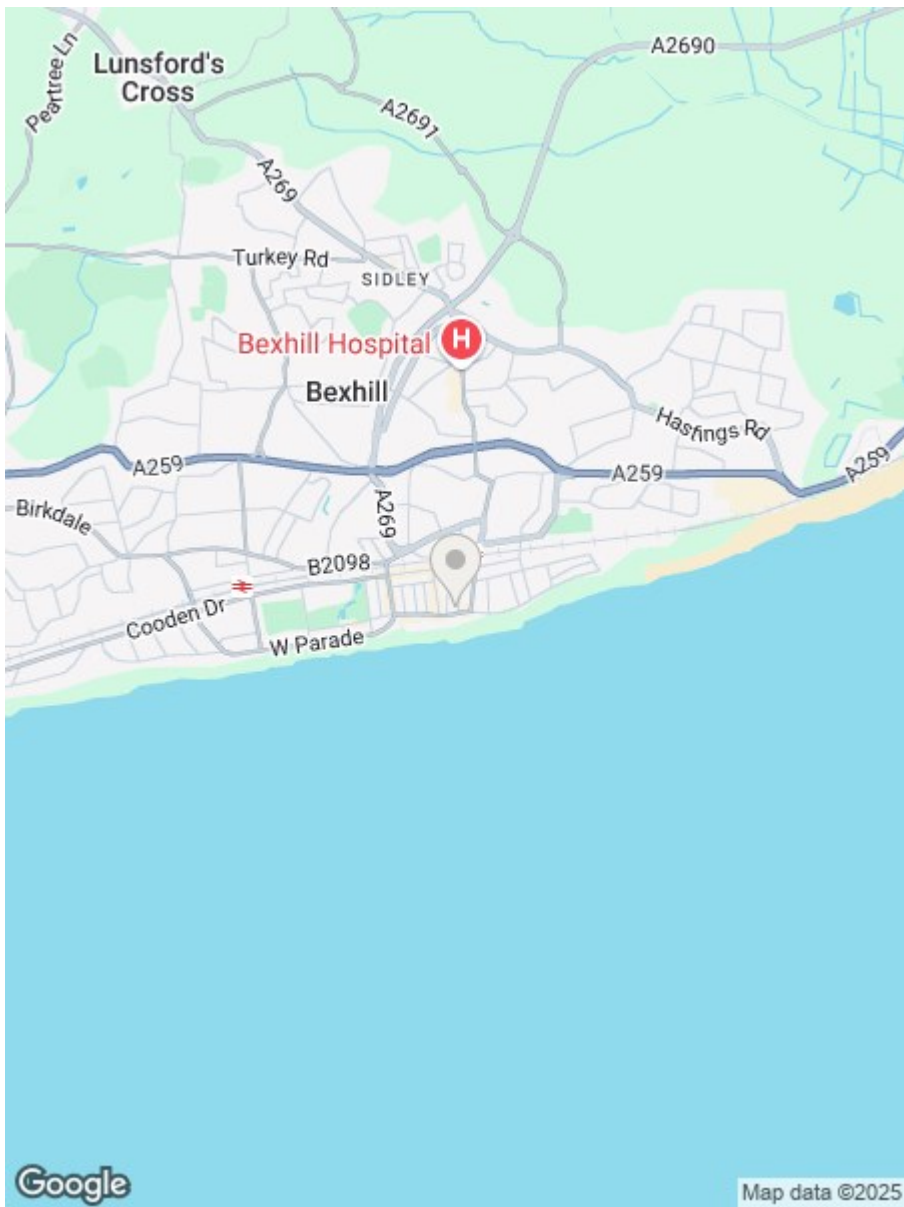 A2690
Peartree Ln
Lunsford's
Cross
A2691
A269
Turkey Rd
SIDLEY
Bexhill Hospital
H
Bexhill
Hastings Rd
A259
A259
A259
Birkdale
A269
B2098
Cooden Dr
W Parade
Google
Map data ©2025